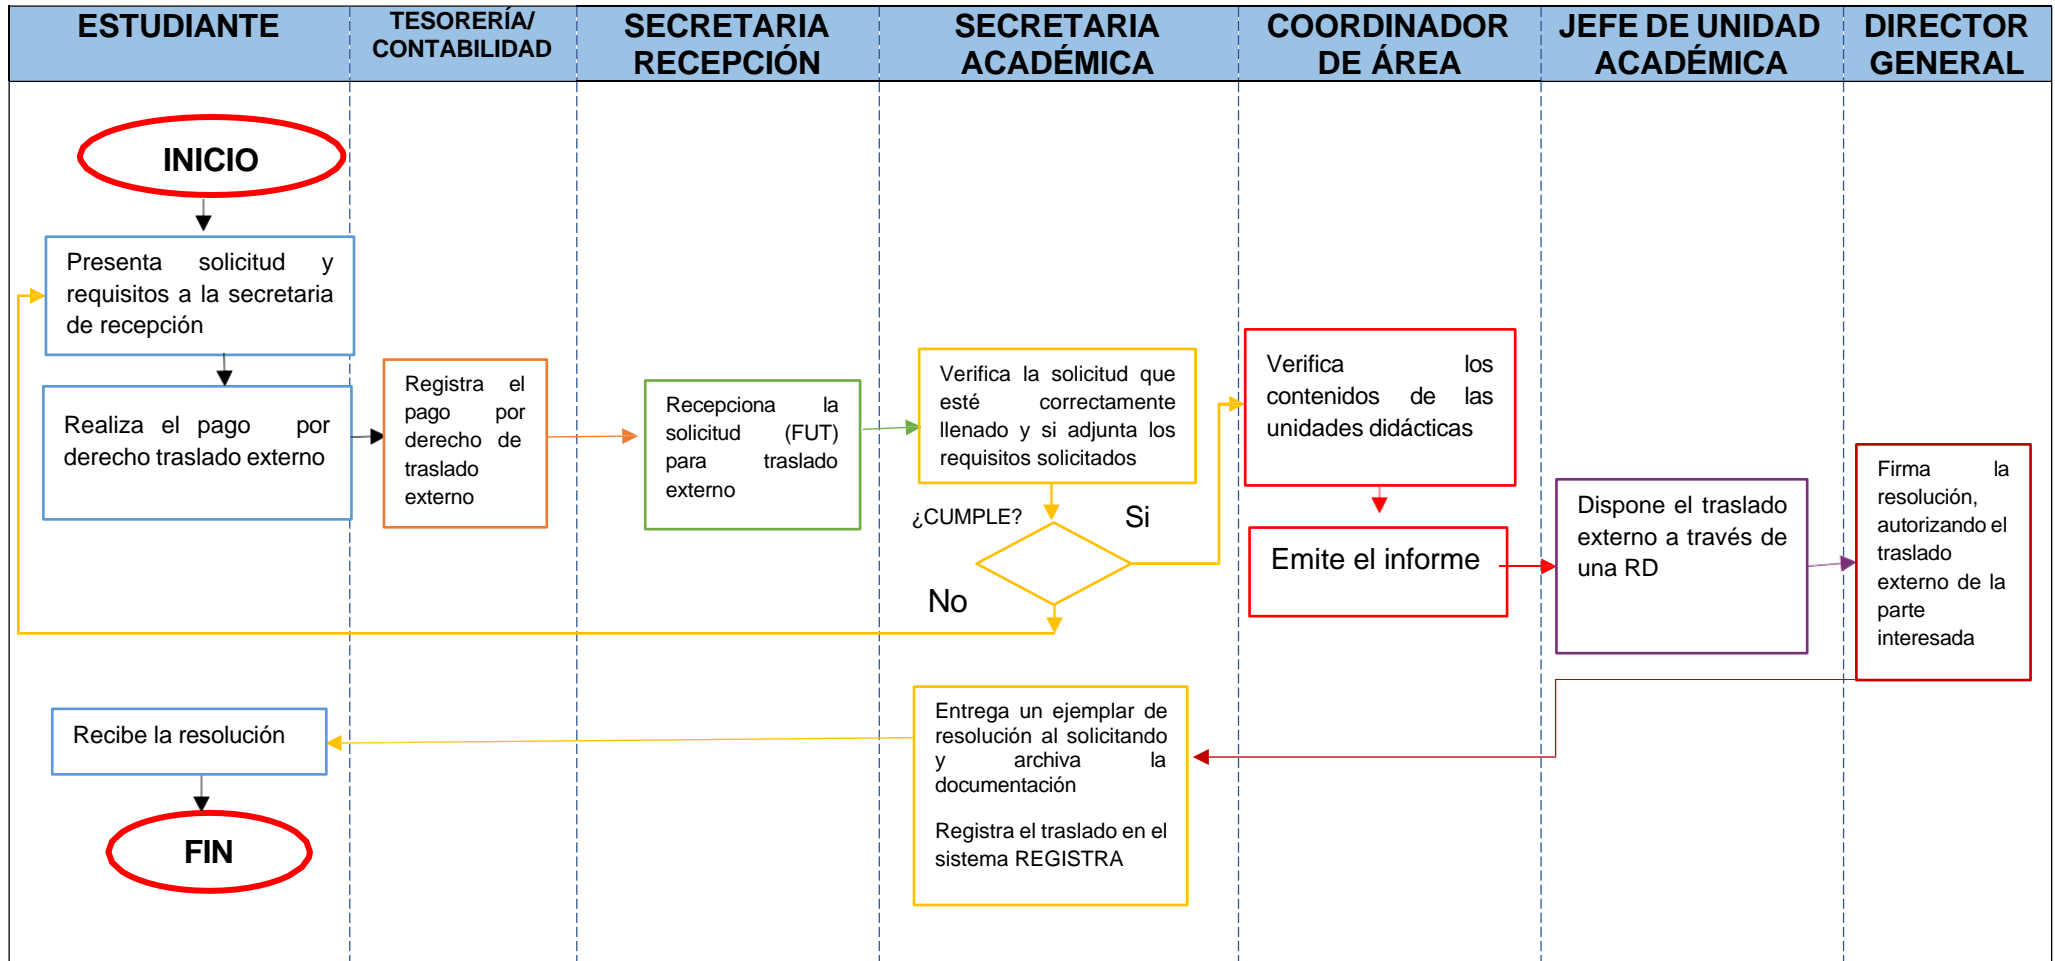 ESTUDIANTE
TESORERÍA/
CONTABILIDAD
SECRETARIA
RECEPCIÓN
SECRETARIA
ACADÉMICA
COORDINADOR
DE ÁREA
JEFE DE UNIDAD
ACADÉMICA
DIRECTOR
GENERAL
INICIO
Presenta solicitud y
requisitos a la secretaria
de recepción
Realiza el pago por
derecho traslado externo
Registra el
pago por
derecho de
traslado
externo
Recepciona la
solicitud (FUT)
para traslado
externo
Verifica la solicitud que
esté correctamente
llenado y si adjunta los
requisitos solicitados
¿CUMPLE?
Si
No
Verifica los
contenidos de las
unidades didácticas
Emite el informe
Dispone el traslado
externo a través de
una RD
Firma la
resolución,
autorizando el
traslado
externo de la
parte
interesada
Entrega un ejemplar de
resolución al solicitando
y archiva la
documentación
Registra el traslado en el
sistema REGISTRA
Recibe la resolución
FIN